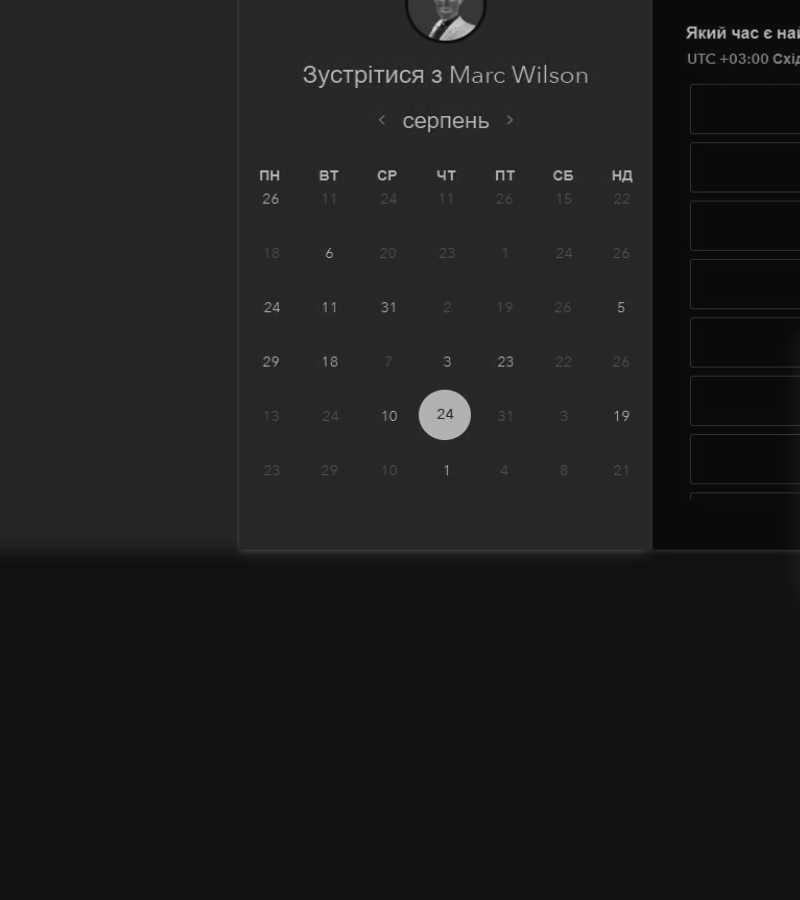 Зустрітися з Marc Wilson
< серпень >
ПН ВТ СР ЧТ ПТ СБ НД
26 11 24 11 26 15 22
18 6 20 23 1 24 26
24 11 31 2 19 26 5
29 18 7 3 23 22 26
13 24 10 24 31 3 19
23 29 10 1 4 8 21
Який час є най
UTC +03:00 Схід